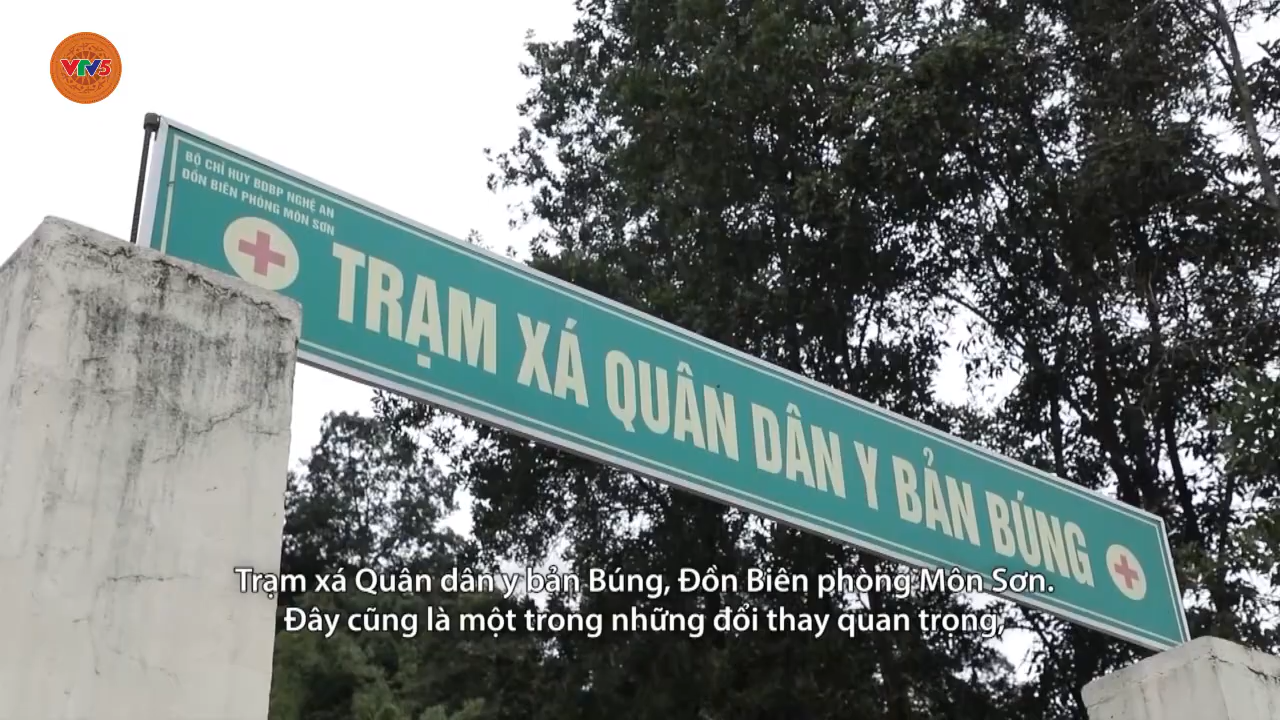 VTV5
BỘ CHỈ HUY BĐBP NGHỆ AN
ĐỒN BIÊN PHÒNG MÔN SƠN
TRẠM XÁ QUÂN DÂN Y BẢN BÚNG
Trạm xá Quân dân y bản Búng, Đồn Biên phòng Môn Sơn.
Đây cũng là một trong những đổi thay quan trọng,